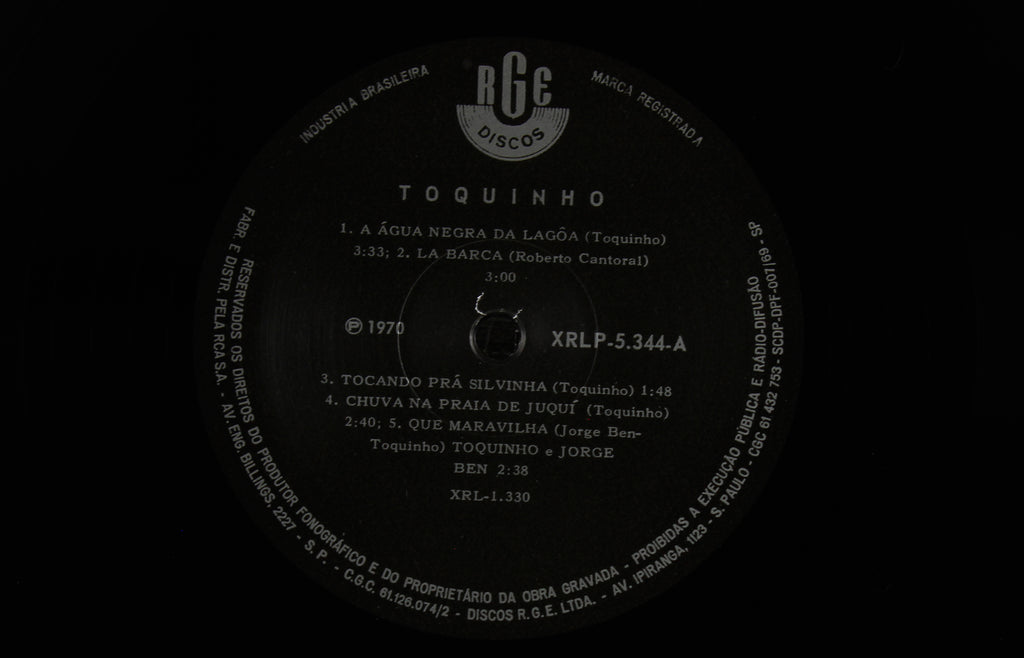 INDUSTRIA BRASILEIRA
RGE
DISCOS
MARCA REGISTRADA
TOQUINHO
1. A ÁGUA NEGRA DA LAGÔA (Toquinho)
3:33; 2. LA BARCA (Roberto Cantoral)
3:00
℗ 1970
XRLP-5.344-A
3. TOCANDO PRÁ SILVINHA (Toquinho) 1:48
4. CHUVA NA PRAIA DE JUQUÍ (Toquinho)
2:40; 5. QUE MARAVILHA (Jorge Ben-
Toquinho) TOQUINHO e JORGE
BEN 2:38
XRL-1.330
RESERVADOS OS DIREITOS DO PRODUTOR FONOGRÁFICO E DO PROPRIETÁRIO DA OBRA GRAVADA - PROIBIDAS A EXECUÇÃO PÚBLICA E RÁDIO-DIFUSÃO
FABR. E DISTR. PELA RCA S.A. - AV. ENG. BILLINGS, 2227 - S. P. - C.G.C. 61.126.074/2 - DISCOS R.G.E. LTDA. - AV. IPIRANGA, 1123 - S. PAULO - CGC 61 432 753 - SCDP-DPF-007/69 - SP